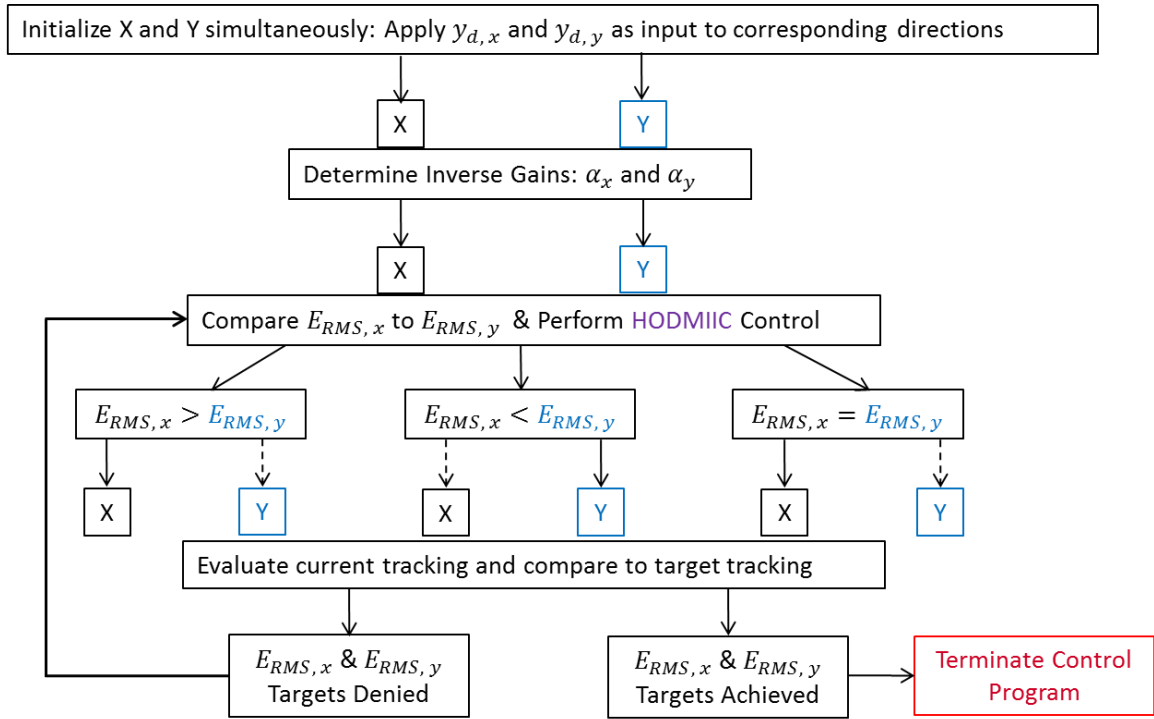 Initialize X and Y simultaneously: Apply y_{d,x} and y_{d,y} as input to corresponding directions
X
Y
Determine Inverse Gains: α_x and α_y
X
Y
Compare E_{RMS,x} to E_{RMS,y} & Perform HODMIIC Control
E_{RMS,x} > E_{RMS,y}
E_{RMS,x} < E_{RMS,y}
E_{RMS,x} = E_{RMS,y}
X
Y
X
Y
X
Y
Evaluate current tracking and compare to target tracking
E_{RMS,x} & E_{RMS,y}
Targets Denied
E_{RMS,x} & E_{RMS,y}
Targets Achieved
Terminate Control
Program